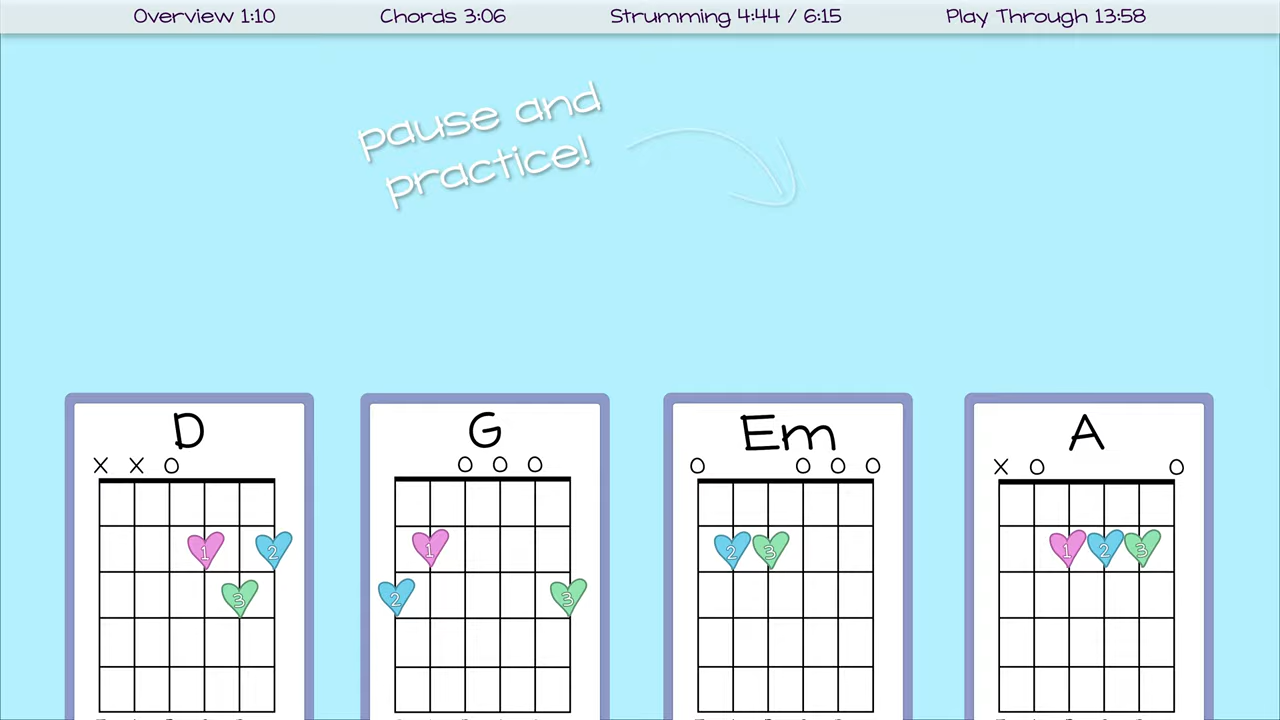 Overview 1:10 Chords 3:06 Strumming 4:44 / 6:15 Play Through 13:58
pause and
practice!
D G Em A
X X O O O O O O O O X O O
1 2 1 2 3 1 2 3
3 2 3